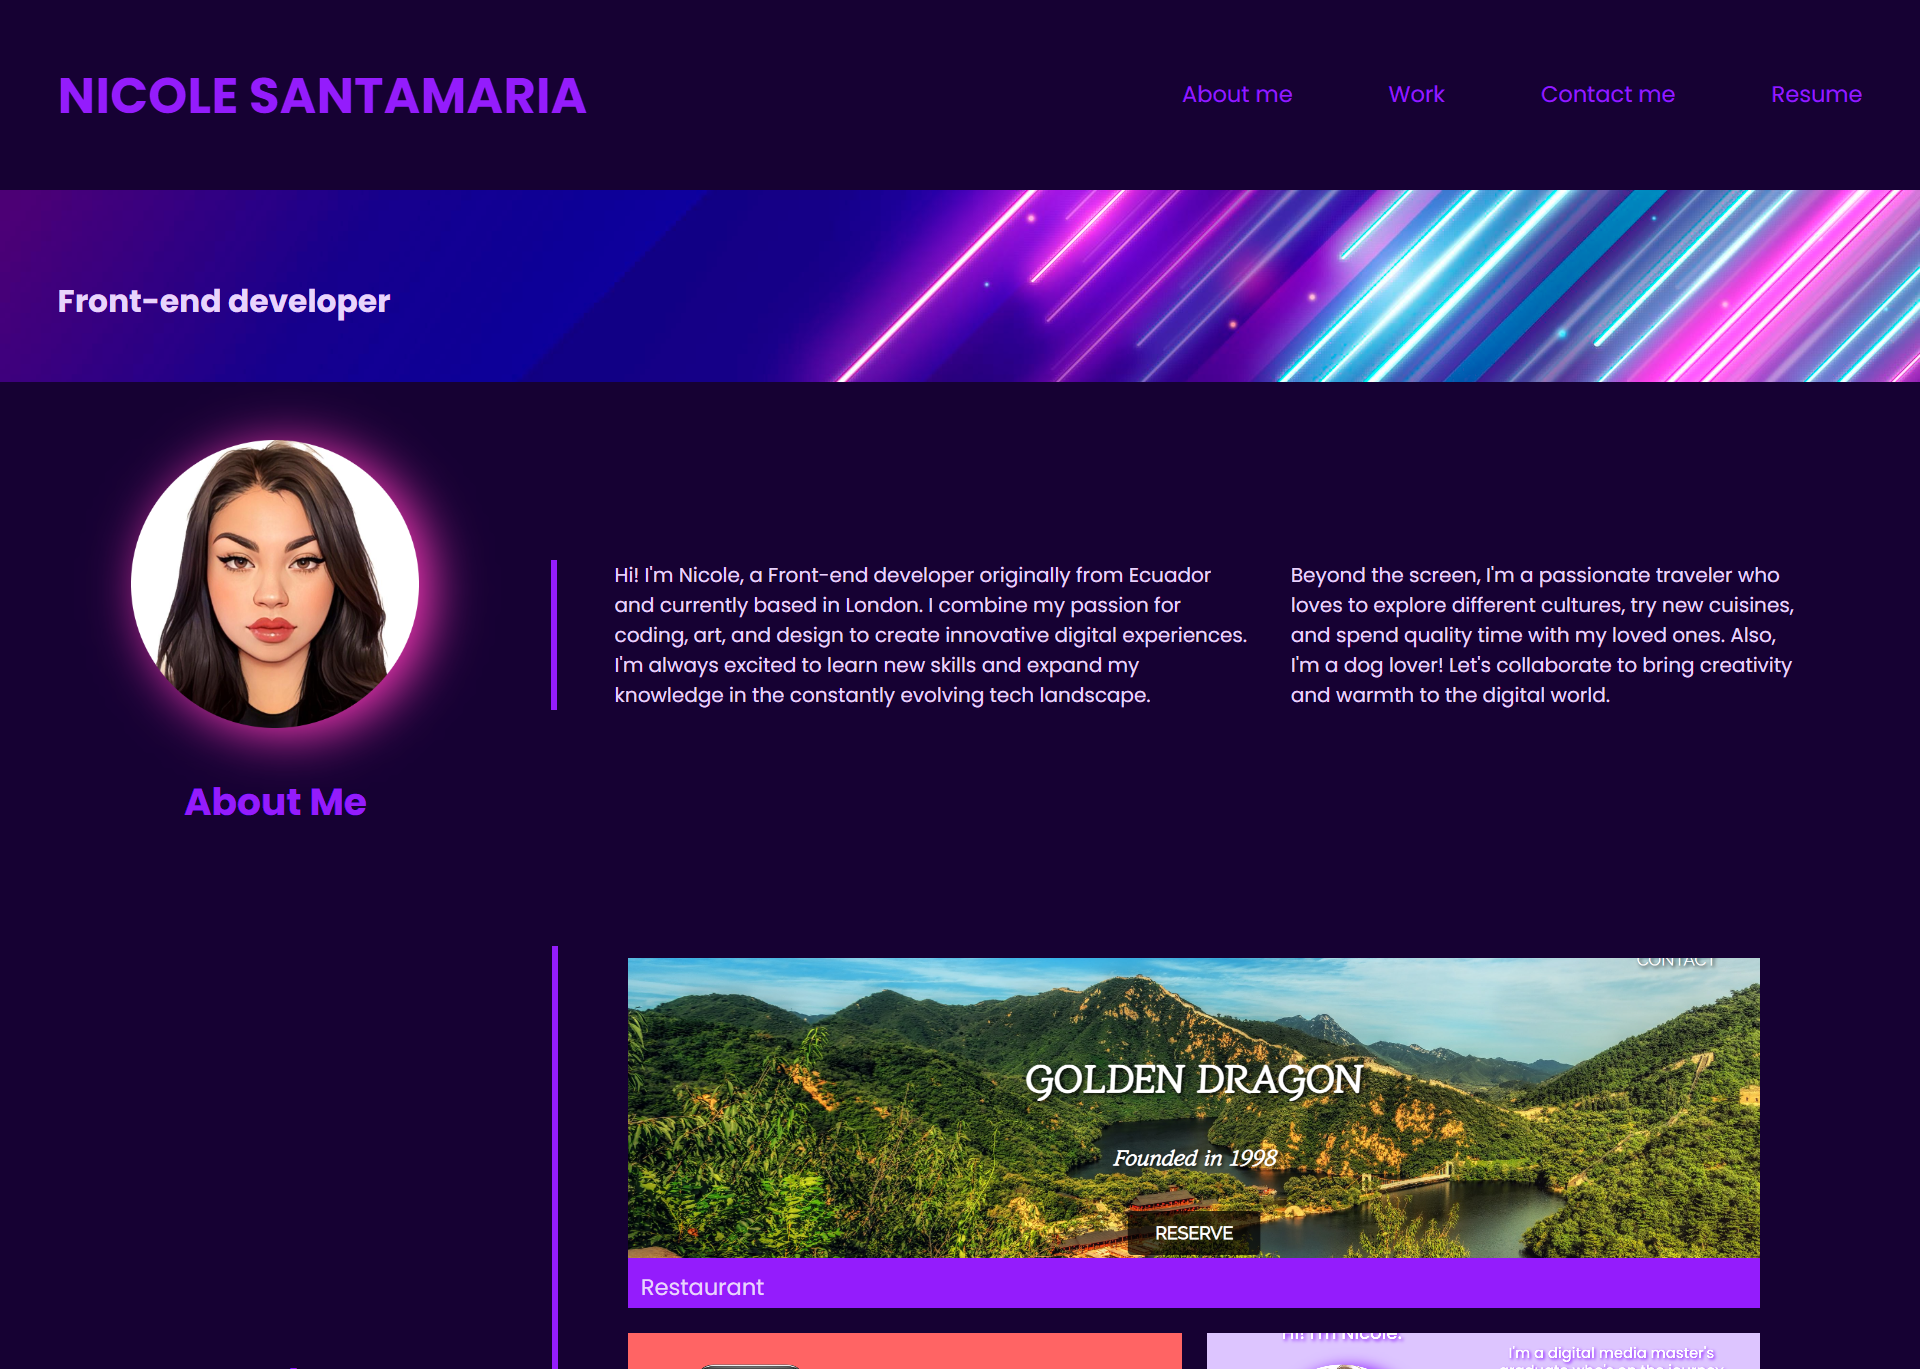 NICOLE SANTAMARIA
About me
Work
Contact me
Resume
Front-end developer
Hi! I'm Nicole, a Front-end developer originally from Ecuador
and currently based in London. I combine my passion for
coding, art, and design to create innovative digital experiences.
I'm always excited to learn new skills and expand my
knowledge in the constantly evolving tech landscape.
Beyond the screen, I'm a passionate traveler who
loves to explore different cultures, try new cuisines,
and spend quality time with my loved ones. Also,
I'm a dog lover! Let's collaborate to bring creativity
and warmth to the digital world.
About Me
CONTACT
GOLDEN DRAGON
Founded in 1998
RESERVE
Restaurant
Hi! I'm Nicole.
I'm a digital media master's
graduate who's on the journey